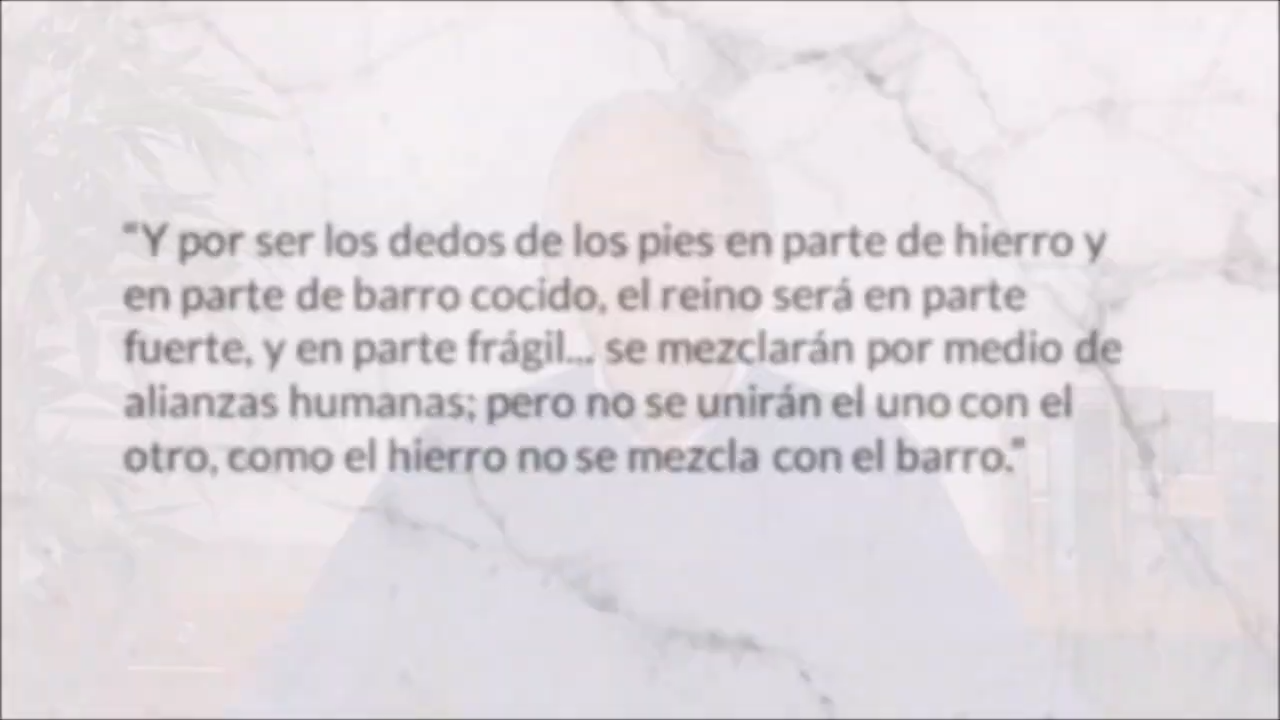 "Y por ser los dedos de los pies en parte de hierro y
en parte de barro cocido, el reino será en parte
fuerte, y en parte frágil... se mezclarán por medio de
alianzas humanas; pero no se unirán el uno con el
otro, como el hierro no se mezcla con el barro."